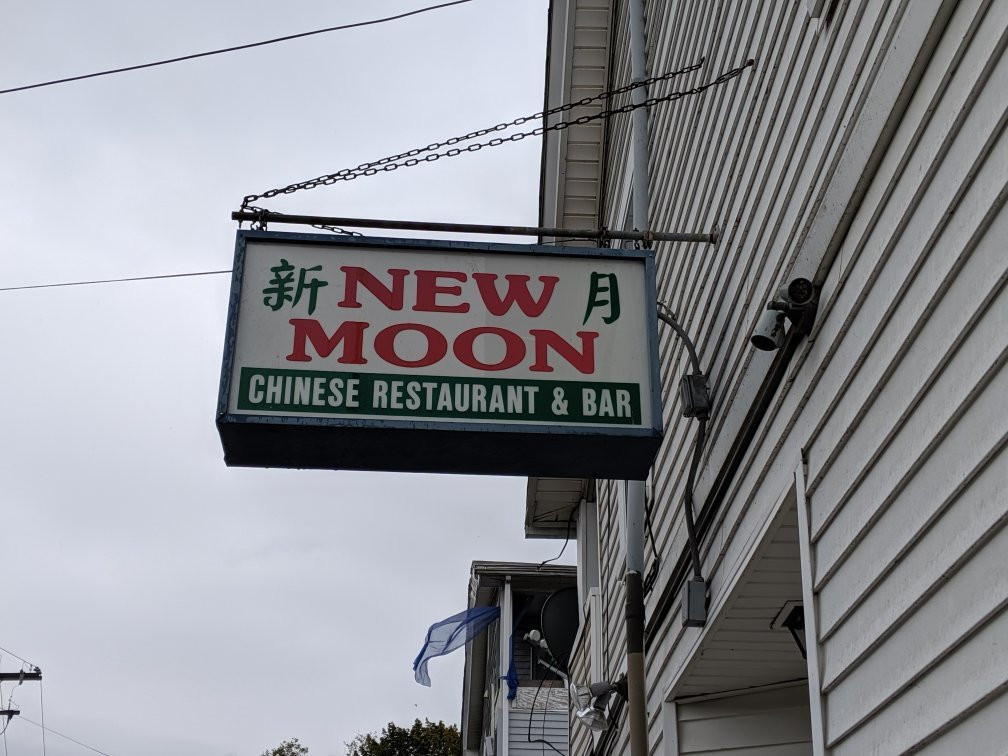 新 NEW 月
MOON
CHINESE RESTAURANT & BAR